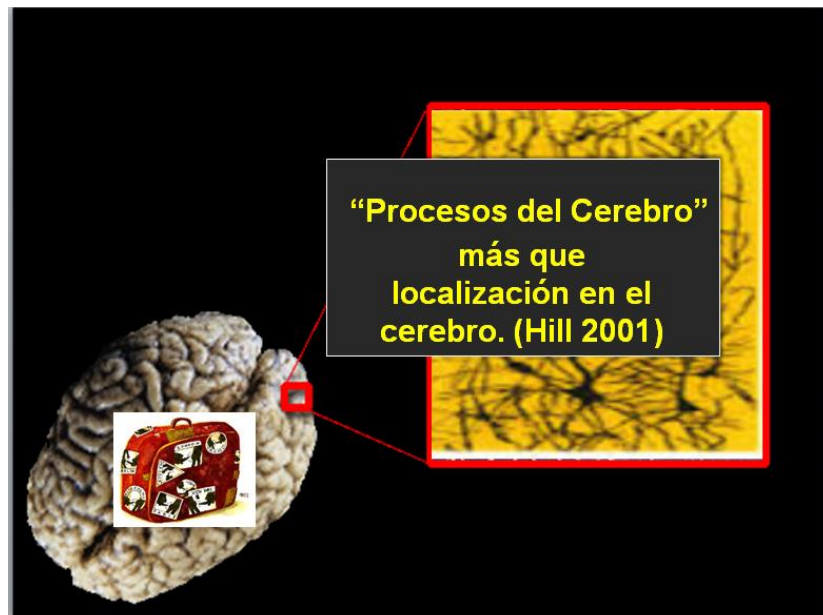 “Procesos del Cerebro”
más que
localización en el
cerebro. (Hill 2001)